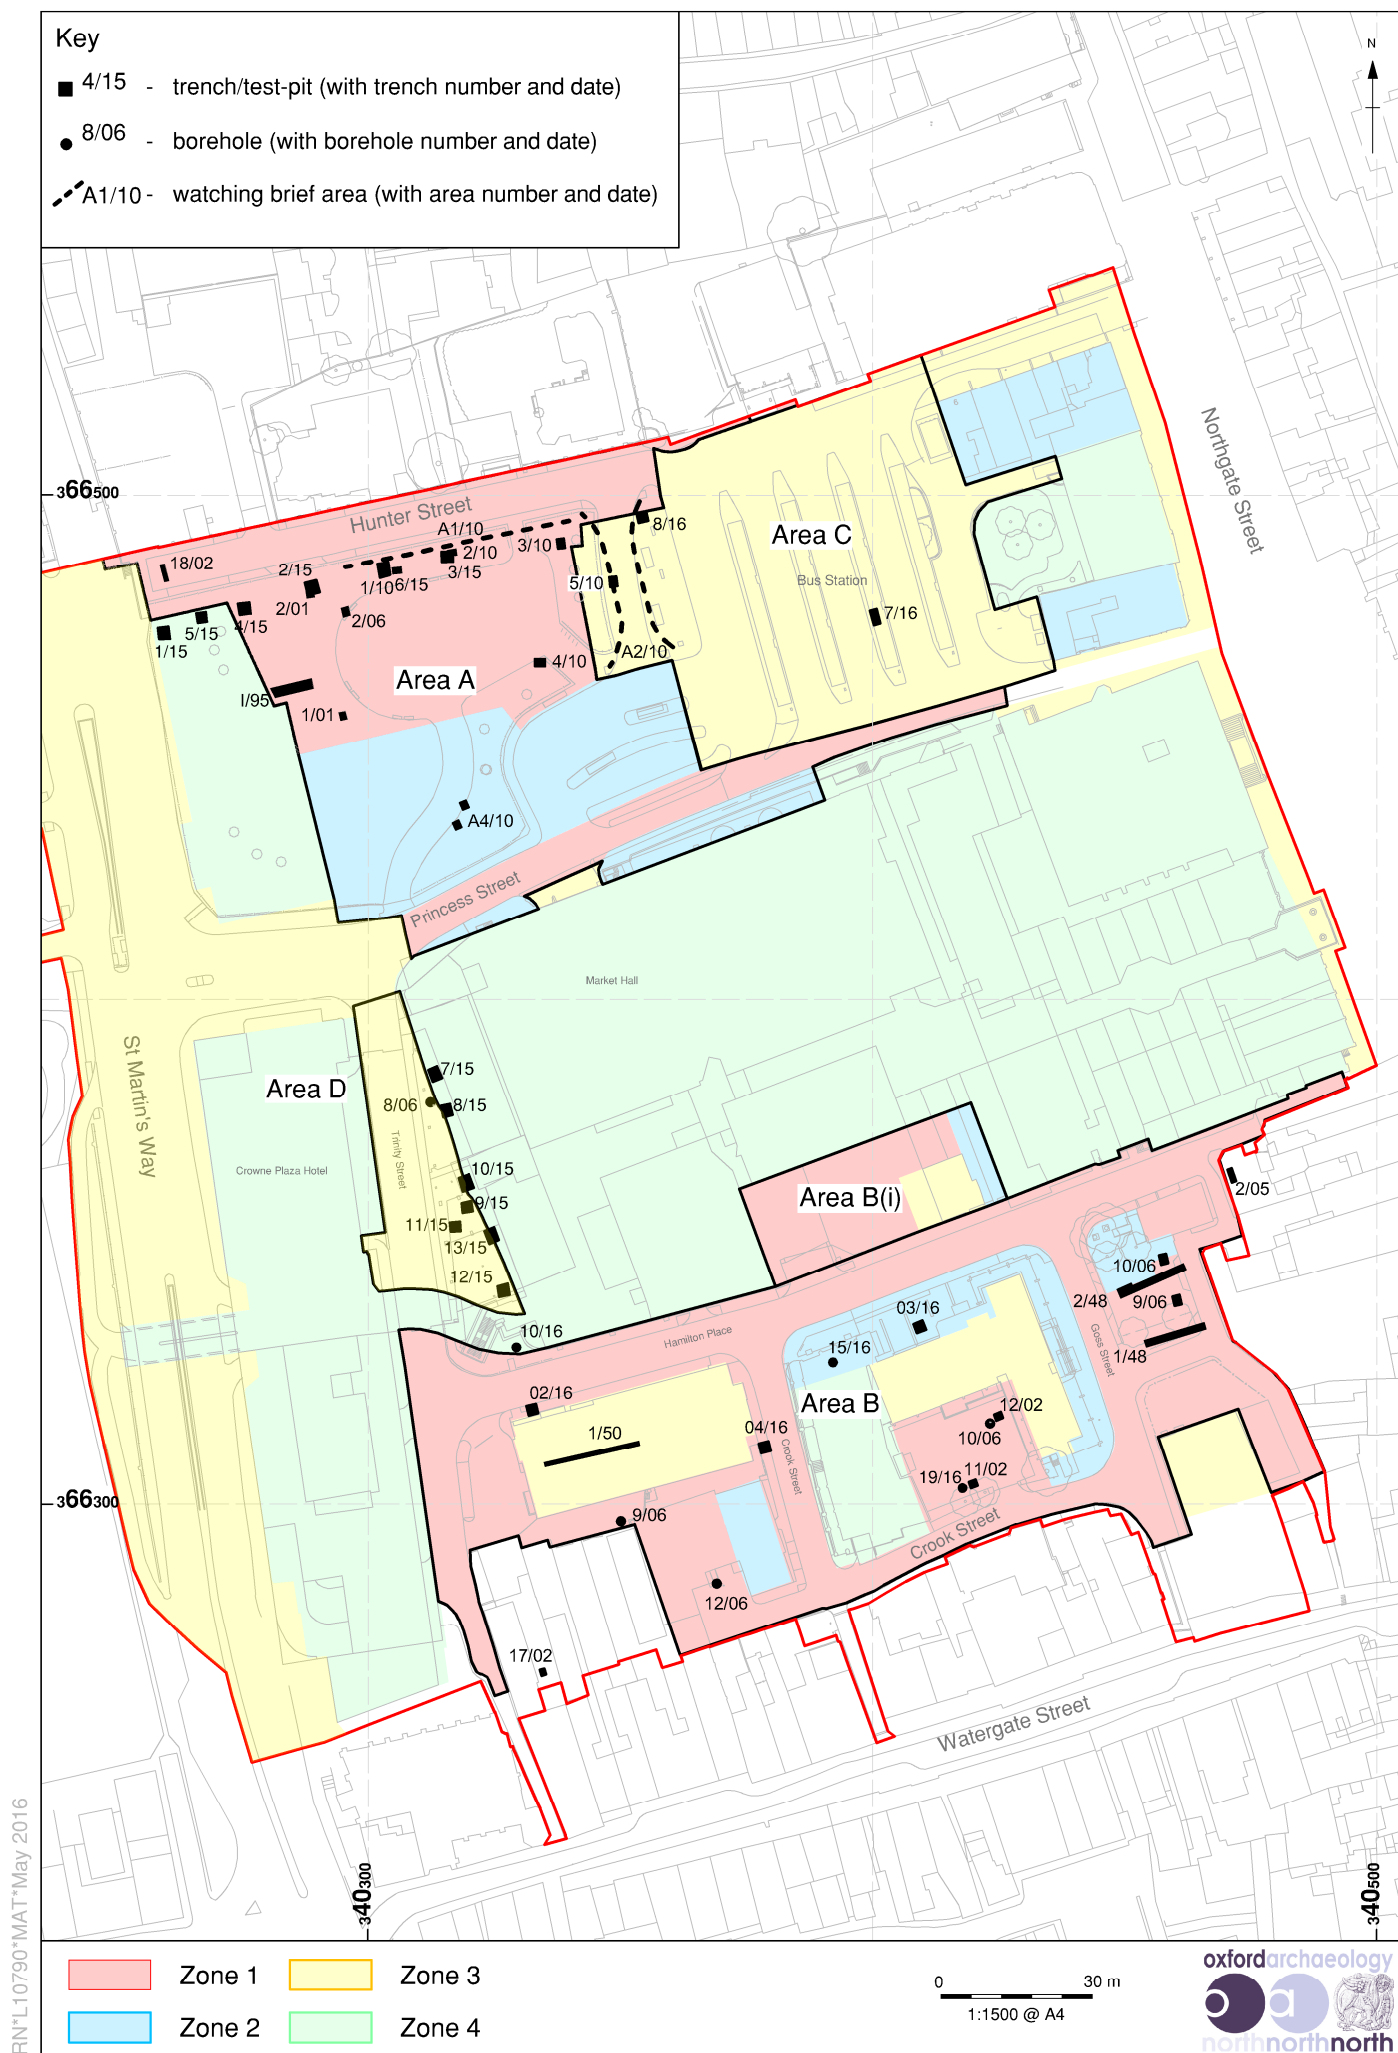 Key
4/15 - trench/test-pit (with trench number and date)
8/06 - borehole (with borehole number and date)
A1/10 - watching brief area (with area number and date)
N
Northgate Street
366500
Hunter Street
A1/10
8/16
Area C
18/02
2/15
2/10
3/10
1/10
6/15
3/15
5/10
Bus Station
2/01
2/06
7/16
5/15
4/15
1/15
A2/10
4/10
Area A
I/95
1/01
A4/10
Princess Street
Market Hall
St Martin's Way
7/15
Area D
8/06
8/15
Trinity Street
Crowne Plaza Hotel
10/15
9/15
11/15
13/15
12/15
Area B(i)
2/05
10/06
2/48
9/06
1/48
Goss Street
10/16
Hamilton Place
03/16
15/16
02/16
Area B
12/02
10/06
1/50
04/16
Crook Street
19/16
11/02
366300
9/06
Crook Street
12/06
17/02
Watergate Street
340300
340500
RN*L10790*MAT*May 2016
Zone 1
Zone 3
Zone 2
Zone 4
0 30 m
1:1500 @ A4
oxfordarchaeology
oa
northnorthnorth